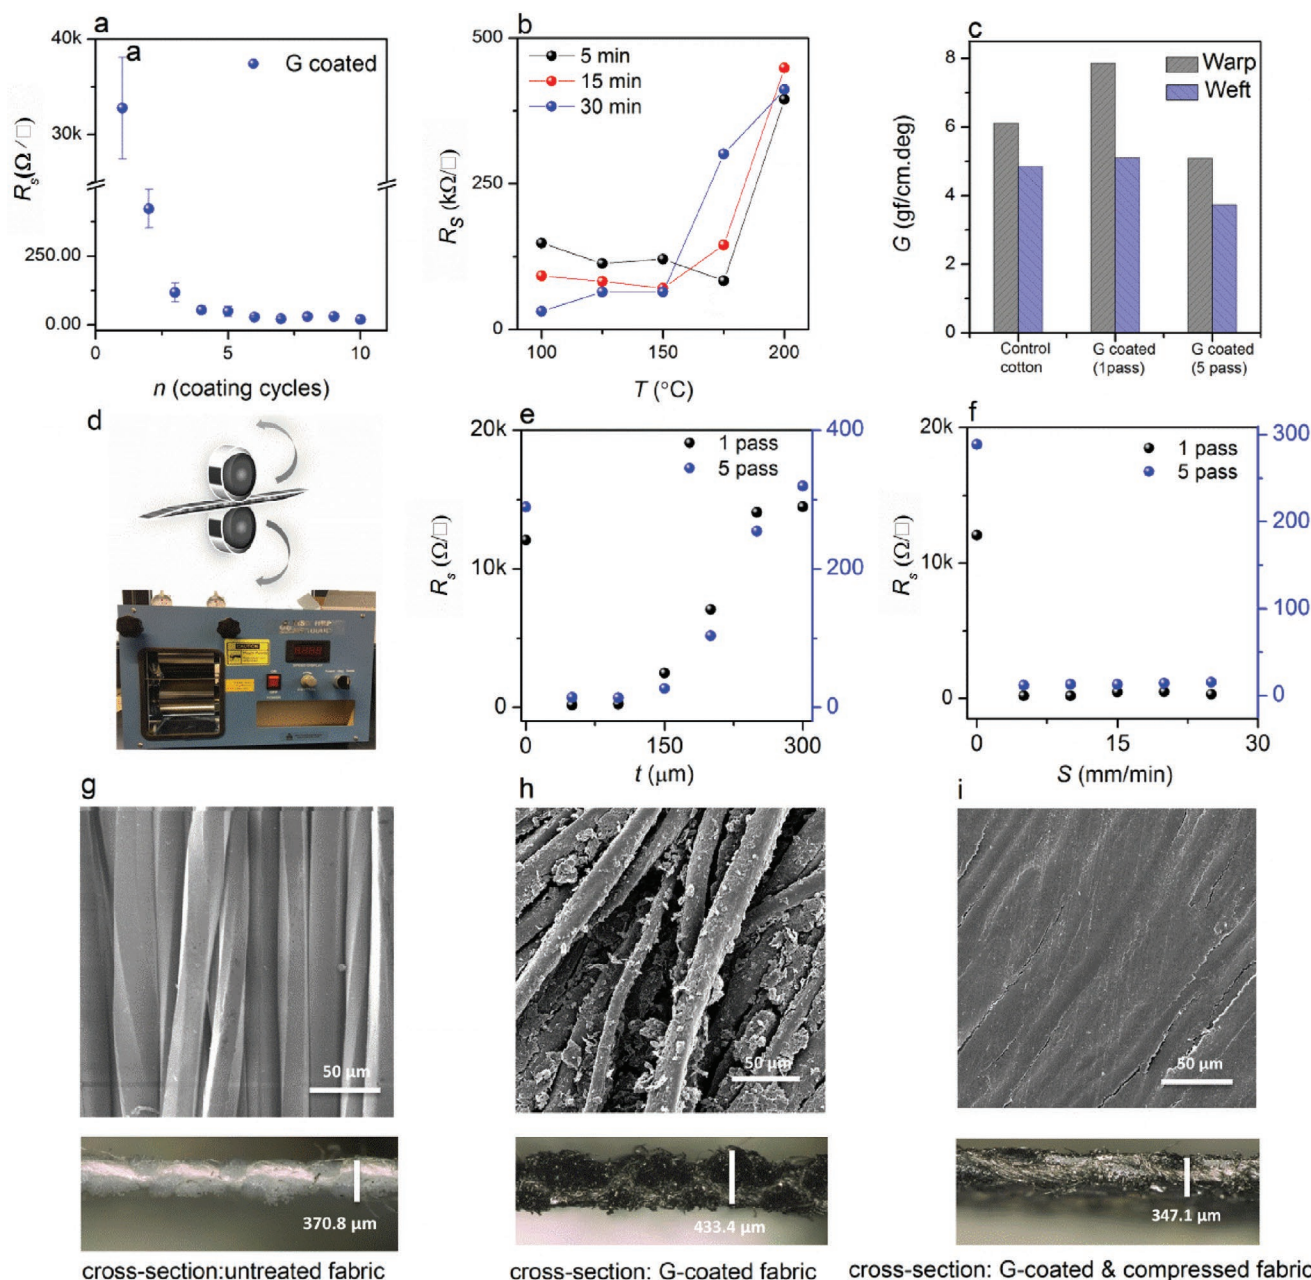 a
40k
a
G coated
30k
Rs(Ω/□)
250.00
0.00
0
5
10
n (coating cycles)
b
500
5 min
15 min
30 min
250
RS (kΩ/□)
0
100
150
200
T (°C)
c
8
Warp
Weft
6
G (gf/cm.deg)
4
2
0
Control
cotton
G coated
(1pass)
G coated
(5 pass)
d
CAUTION
e
20k
400
1 pass
5 pass
300
Rs (Ω/□)
10k
200
100
0
0
0
150
300
t (μm)
f
20k
300
1 pass
5 pass
Rs (Ω/□)
200
10k
100
0
0
0
15
30
S (mm/min)
g
50 μm
h
50 μm
i
50 μm
370.8 μm
433.4 μm
347.1 μm
cross-section:untreated fabric
cross-section: G-coated fabric
cross-section: G-coated & compressed fabric